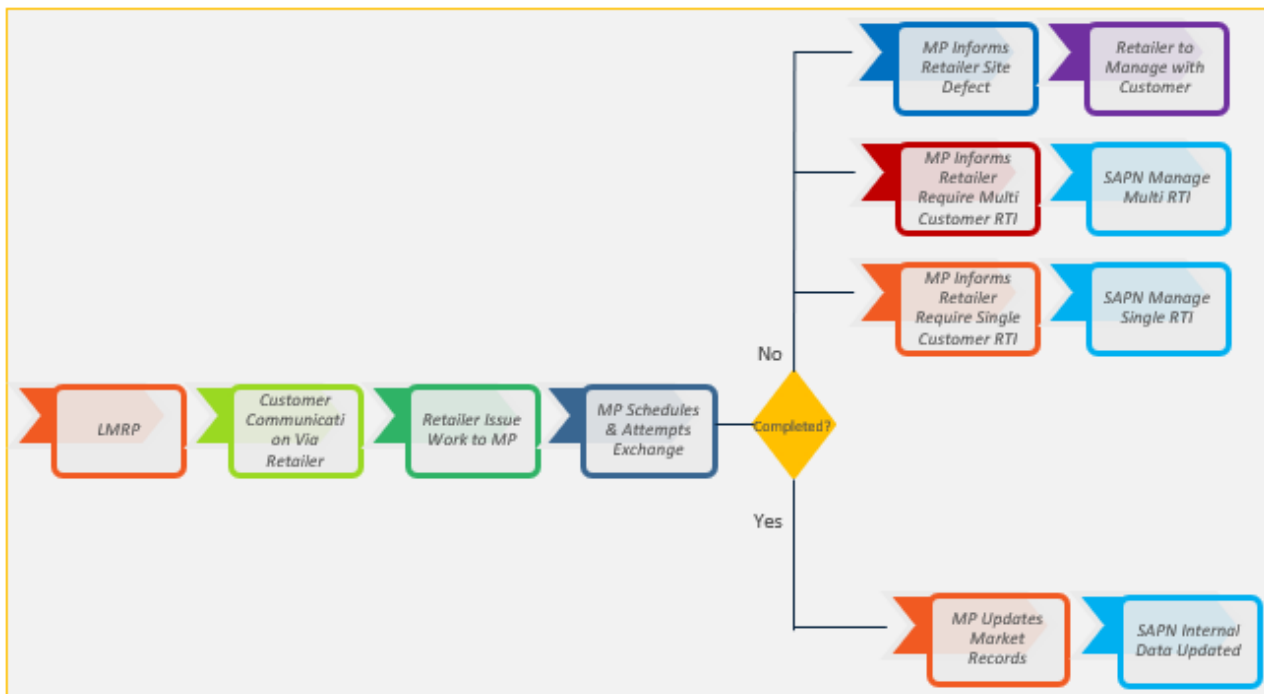 MP Informs
Retailer Site
Defect
Retailer to
Manage with
Customer
MP Informs
Retailer
Require Multi
Customer RTI
SAPN Manage
Multi RTI
MP Informs
Retailer
Require Single
Customer RTI
SAPN Manage
Single RTI
No
LMRP
Customer
Communicati
on Via
Retailer
Retailer Issue
Work to MP
MP Schedules
& Attempts
Exchange
Completed?
Yes
MP Updates
Market
Records
SAPN Internal
Data Updated